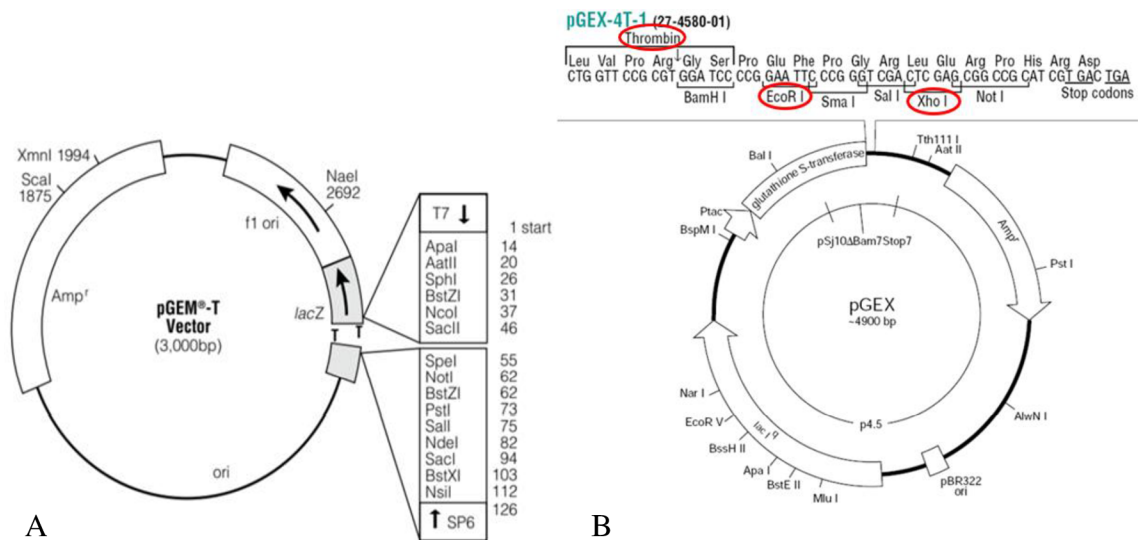 XmnI 1994
ScaI
1875
NaeI
2692
f1 ori
Ampr
pGEM®-T
Vector
(3,000bp)
lacZ
T T
ori
T7 ↓
1 start
ApaI 14
AatII 20
SphI 26
BstZI 31
NcoI 37
SacII 46
SpeI 55
NotI 62
BstZI 62
PstI 73
SalI 75
NdeI 82
SacI 94
BstXI 103
NsiI 112
126
↑ SP6
A
pGEX-4T-1 (27-4580-01)
Thrombin
Leu Val Pro Arg Gly Ser Pro Glu Phe Pro Gly Arg Leu Glu Arg Pro His Arg Asp
CTG GTT CCG CGT GGA TCC CCG GAA TTC CCG GGT CGA CTC GAG CGG CCG CAT CGT GAC TGA
BamH I EcoR I Sma I Sal I Xho I Not I Stop codons
Tth111 I
Aat II
Bal I
glutathione S-transferase
Ptac
BspM I
pSj10ΔBam7Stop7
Ampr
Pst I
pGEX
~4900 bp
Nar I
EcoR V
BssH II
Apa I
BstE II
Mlu I
lac Iq
p4.5
AlwN I
pBR322
ori
B